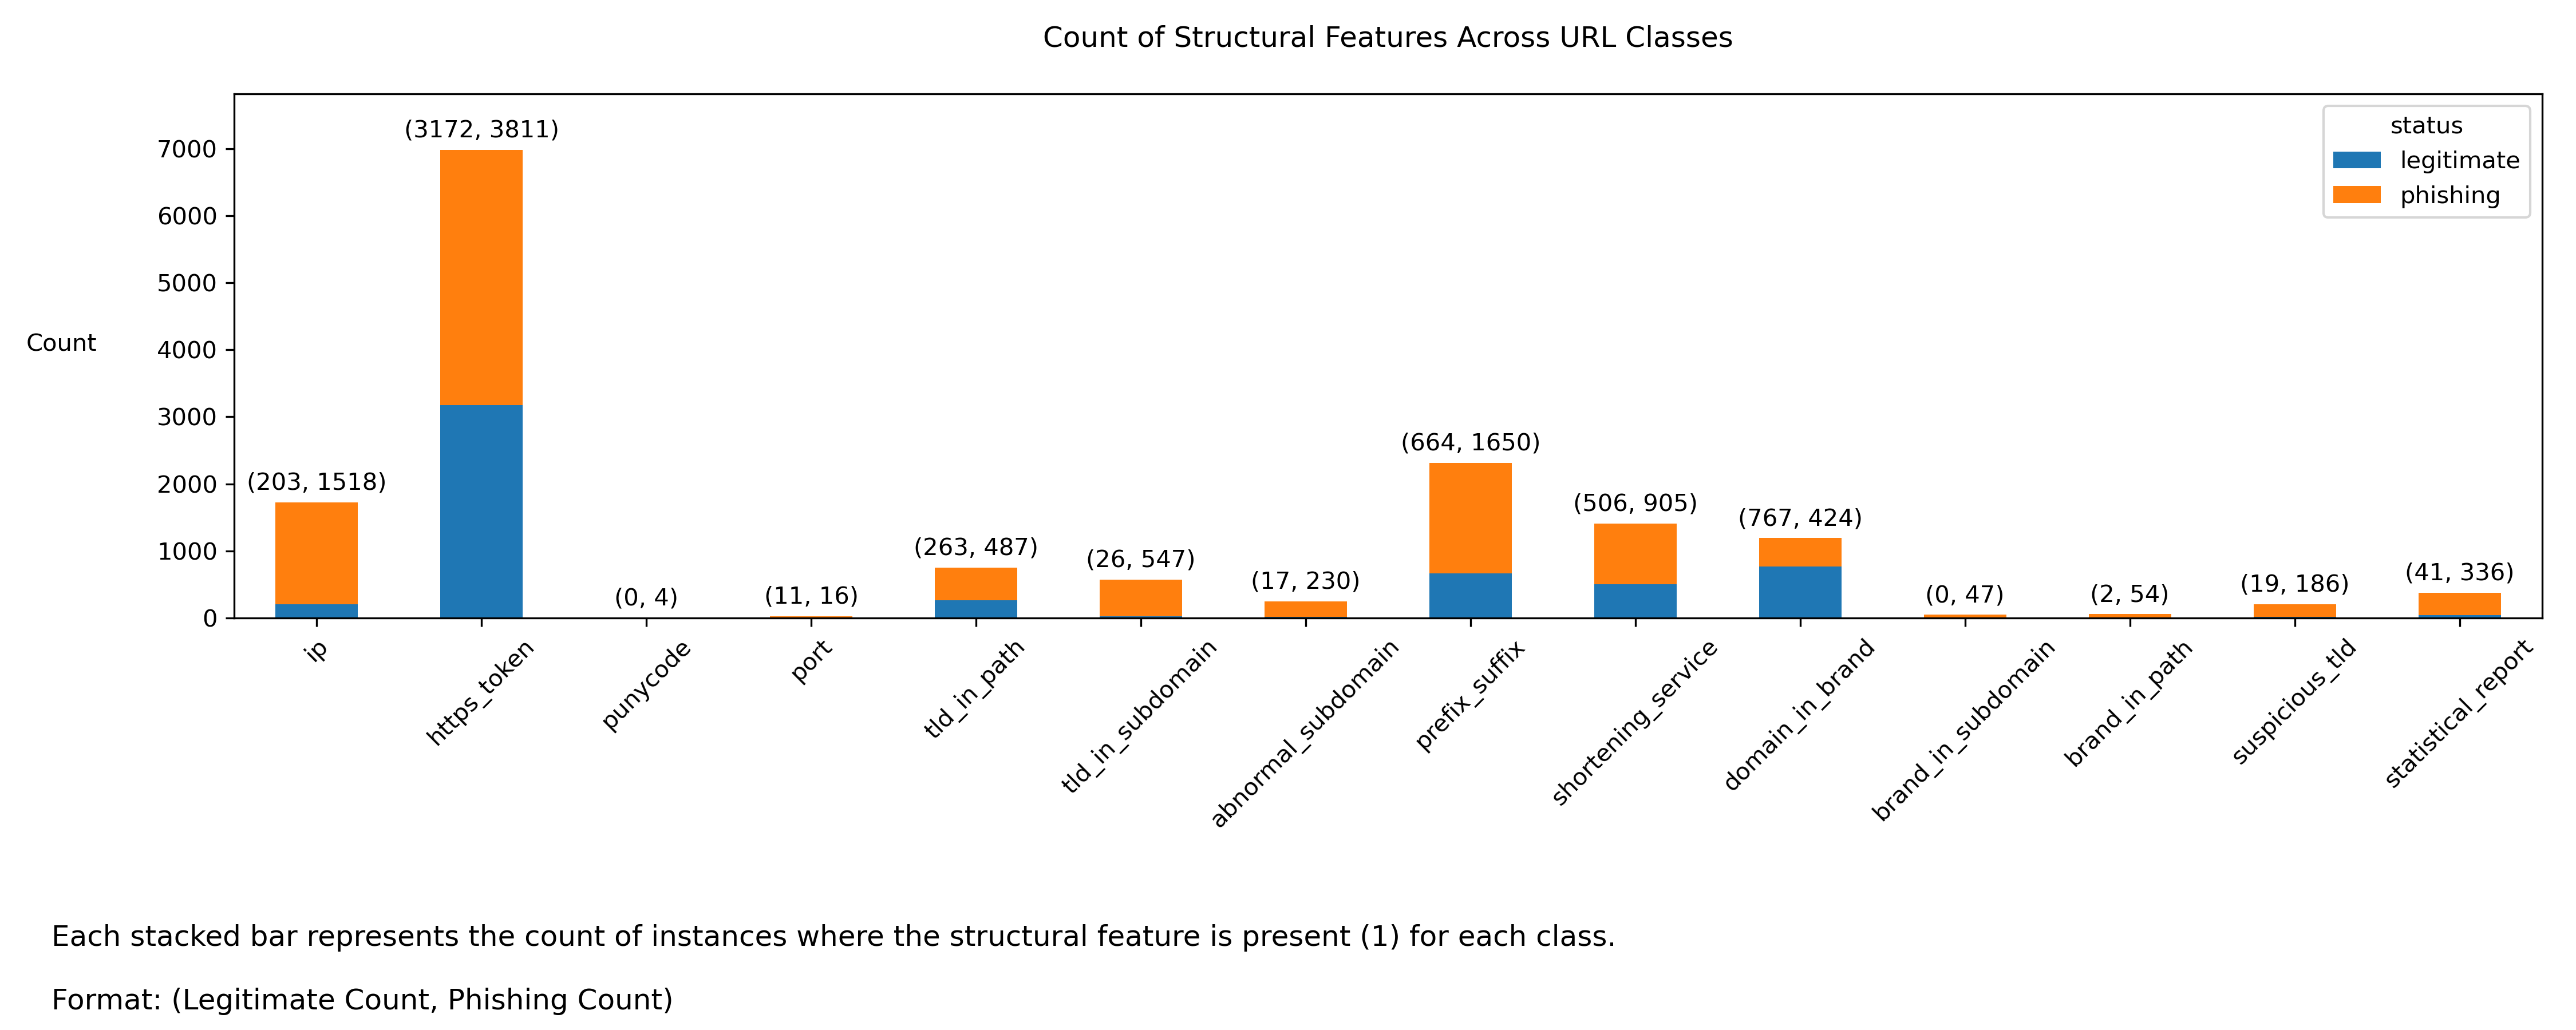 Count of Structural Features Across URL Classes
status
legitimate
phishing
Count
7000
6000
5000
4000
3000
2000
1000
0
(203, 1518)
(3172, 3811)
(0, 4)
(11, 16)
(263, 487)
(26, 547)
(17, 230)
(664, 1650)
(506, 905)
(767, 424)
(0, 47)
(2, 54)
(19, 186)
(41, 336)
ip
https_token
punycode
port
tld_in_path
tld_in_subdomain
abnormal_subdomain
prefix_suffix
shortening_service
domain_in_brand
brand_in_subdomain
brand_in_path
suspicious_tld
statistical_report
Each stacked bar represents the count of instances where the structural feature is present (1) for each class.
Format: (Legitimate Count, Phishing Count)